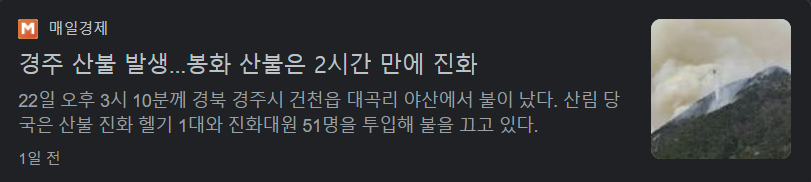 M 매일경제
경주 산불 발생...봉화 산불은 2시간 만에 진화
22일 오후 3시 10분께 경북 경주시 건천읍 대곡리 야산에서 불이 났다. 산림 당
국은 산불 진화 헬기 1대와 진화대원 51명을 투입해 불을 끄고 있다.
1일 전